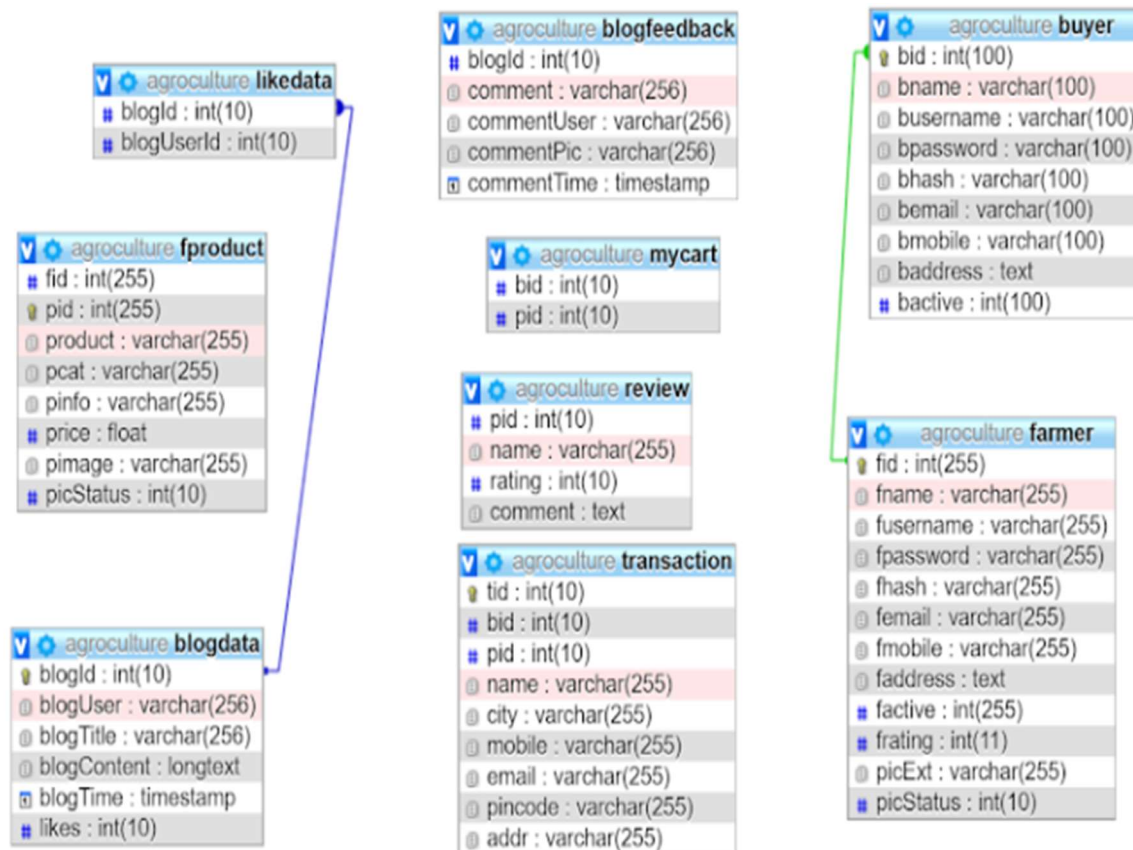 agroculture likedata
blogId : int(10)
blogUserId : int(10)
agroculture fproduct
fid : int(255)
pid : int(255)
product : varchar(255)
pcat : varchar(255)
pinfo : varchar(255)
price : float
pimage : varchar(255)
picStatus : int(10)
agroculture blogdata
blogId : int(10)
blogUser : varchar(256)
blogTitle : varchar(256)
blogContent : longtext
blogTime : timestamp
likes : int(10)
agroculture blogfeedback
blogId : int(10)
comment : varchar(256)
commentUser : varchar(256)
commentPic : varchar(256)
commentTime : timestamp
agroculture mycart
bid : int(10)
pid : int(10)
agroculture review
pid : int(10)
name : varchar(255)
rating : int(10)
comment : text
agroculture transaction
tid : int(10)
bid : int(10)
pid : int(10)
name : varchar(255)
city : varchar(255)
mobile : varchar(255)
email : varchar(255)
pincode : varchar(255)
addr : varchar(255)
agroculture buyer
bid : int(100)
bname : varchar(100)
busername : varchar(100)
bpassword : varchar(100)
bhash : varchar(100)
bemail : varchar(100)
bmobile : varchar(100)
baddress : text
bactive : int(100)
agroculture farmer
fid : int(255)
fname : varchar(255)
fusername : varchar(255)
fpassword : varchar(255)
fhash : varchar(255)
femail : varchar(255)
fmobile : varchar(255)
faddress : text
factive : int(255)
frating : int(11)
picExt : varchar(255)
picStatus : int(10)